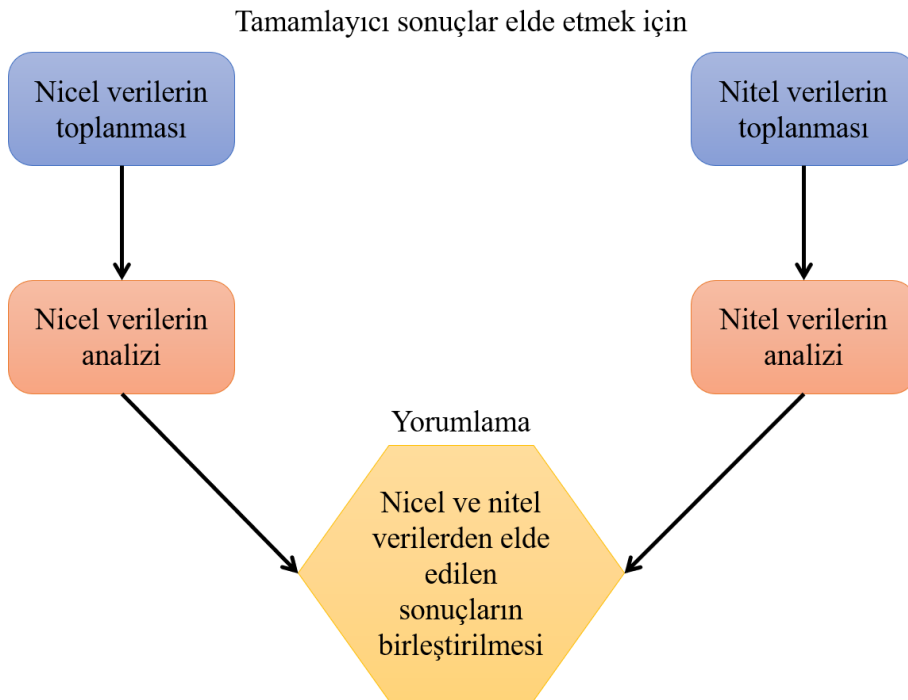 Tamamlayıcı sonuçlar elde etmek için
Nicel verilerin
toplanması
Nitel verilerin
toplanması
Nicel verilerin
analizi
Nitel verilerin
analizi
Yorumlama
Nicel ve nitel
verilerden elde
edilen
sonuçların
birleştirilmesi